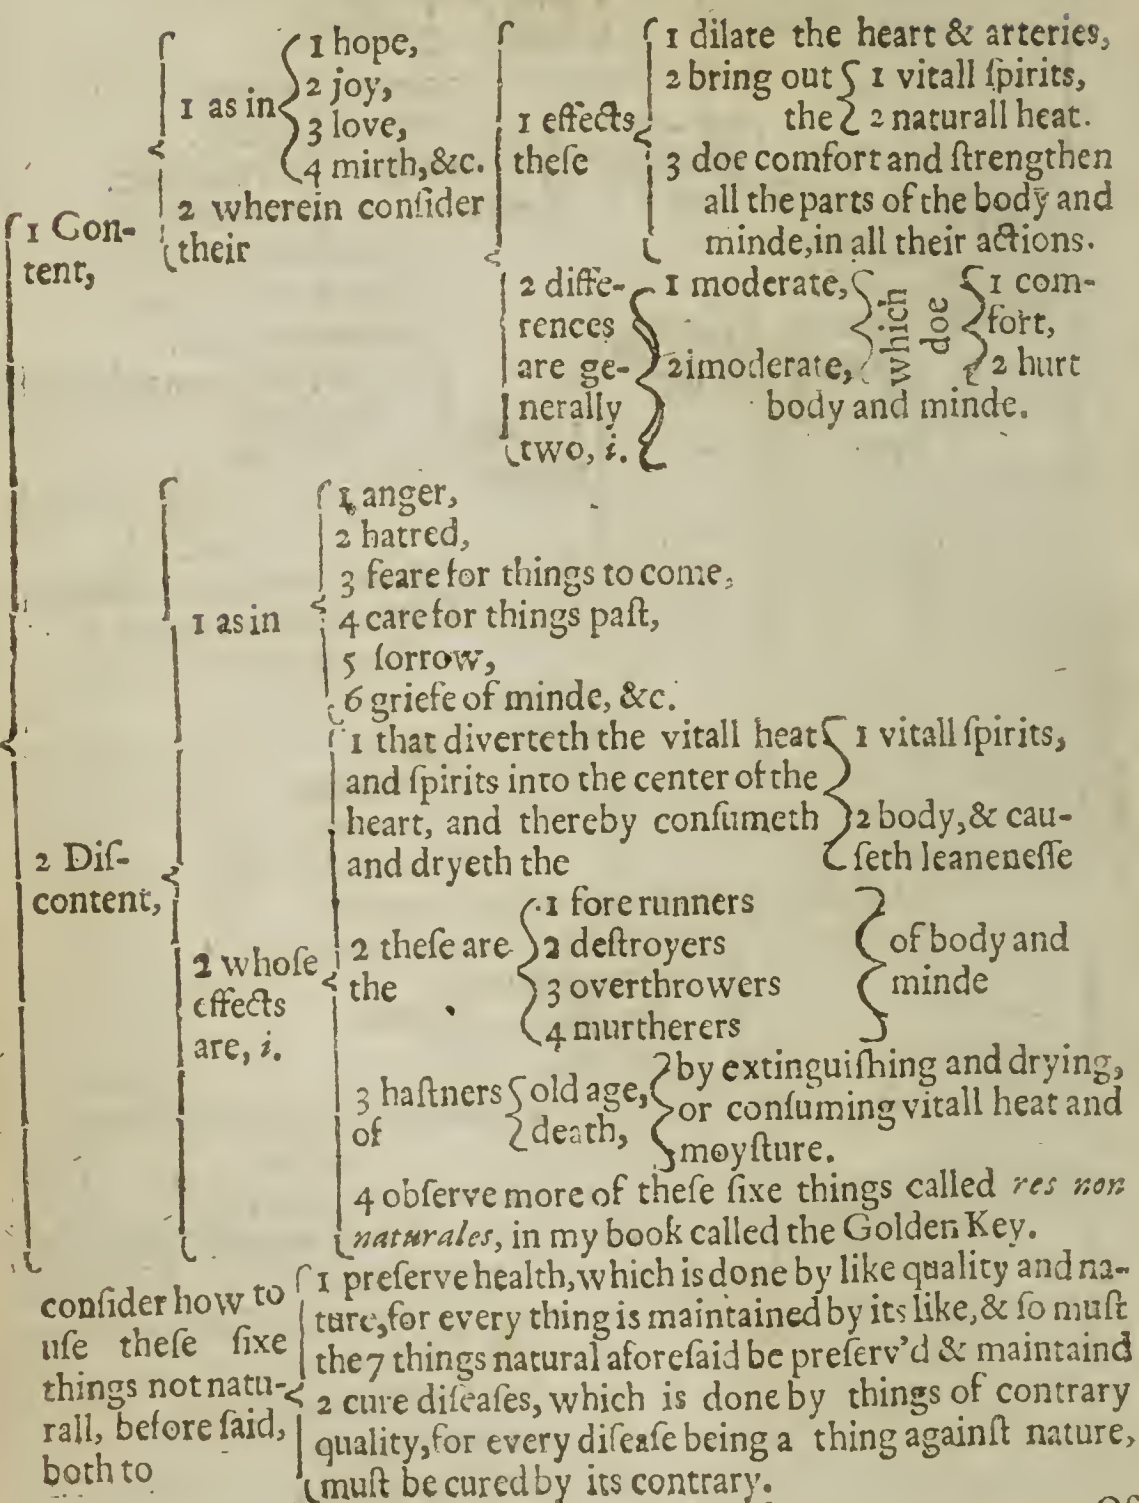 1 Con-
tent,
1 as in
1 hope,
2 joy,
3 love,
4 mirth, &c.
2 wherein conſider
their
1 effects
theſe
1 dilate the heart & arteries,
2 bring out
the
1 vitall ſpirits,
2 naturall heat.
3 doe comfort and ſtrengthen
all the parts of the body and
minde, in all their actions.
2 diffe-
rences
are ge-
nerally
two, i.
1 moderate,
2 imoderate,
which
doe
1 com-
fort,
2 hurt
body and minde.
2 Diſ-
content,
1 as in
1 anger,
2 hatred,
3 feare for things to come,
4 care for things paſt,
5 ſorrow,
6 griefe of minde, &c.
2 whoſe
effects
are, i.
1 that diverteth the vitall heat
and ſpirits into the center of the
heart, and thereby conſumeth
and dryeth the
1 vitall ſpirits,
2 body, & cau-
ſeth leaneneſſe
2 theſe are
the
1 fore runners
2 deſtroyers
3 overthrowers
4 murtherers
of body and
minde
3 haſtners
of
old age,
death,
by extinguiſhing and drying,
or conſuming vitall heat and
moyſture.
4 obſerve more of theſe ſixe things called res non
naturales, in my book called the Golden Key.
conſider how to
uſe theſe ſixe
things not natu-
rall, before ſaid,
both to
1 preſerve health, which is done by like quality and na-
ture, for every thing is maintained by its like, & ſo muſt
the 7 things natural aforeſaid be preſerv'd & maintaind
2 cure diſeaſes, which is done by things of contrary
quality, for every diſeaſe being a thing againſt nature,
muſt be cured by its contrary.